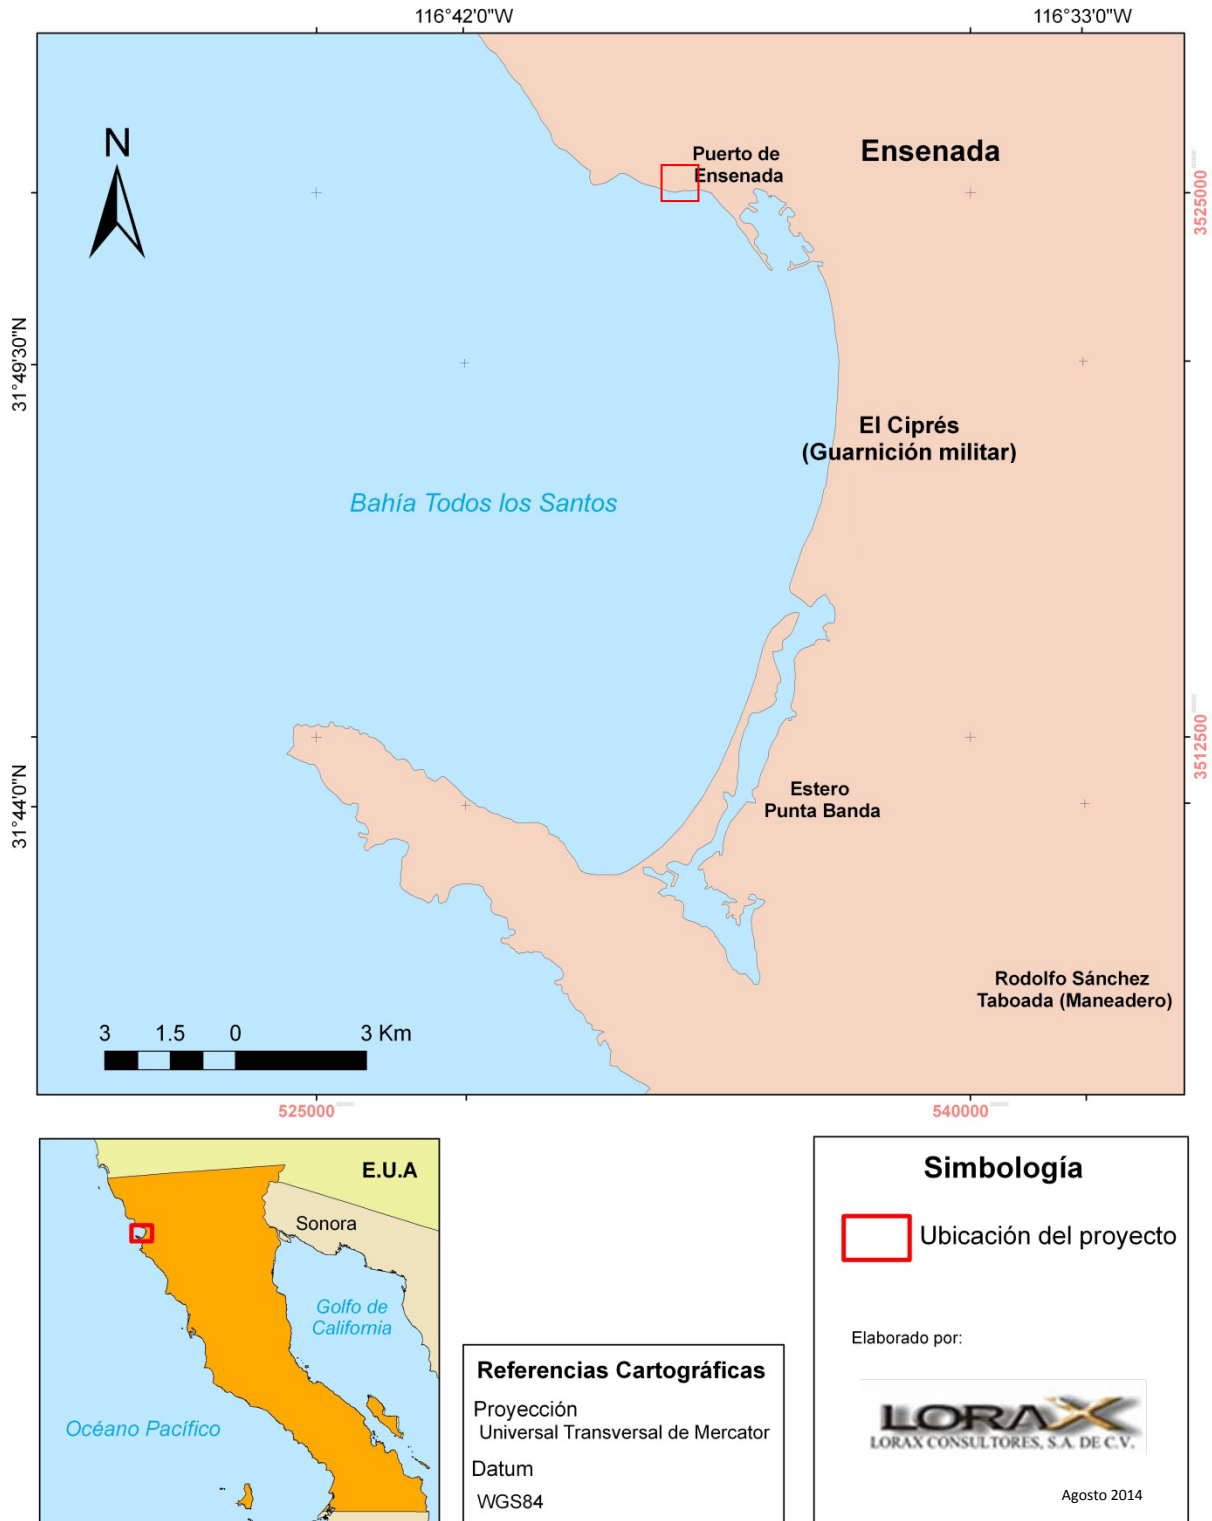 116°42'0"W
116°33'0"W
N
Puerto de
Ensenada
Ensenada
3525000
31°49'30"N
El Ciprés
(Guarnición militar)
Bahía Todos los Santos
3512500
31°44'0"N
Estero
Punta Banda
Rodolfo Sánchez
Taboada (Maneadero)
3 1.5 0 3 Km
525000
540000
E.U.A
Sonora
Golfo de
California
Océano Pacífico
Referencias Cartográficas
Proyección
Universal Transversal de Mercator
Datum
WGS84
Simbología
Ubicación del proyecto
Elaborado por:
LORAX
LORAX CONSULTORES, S.A. DE C.V.
Agosto 2014